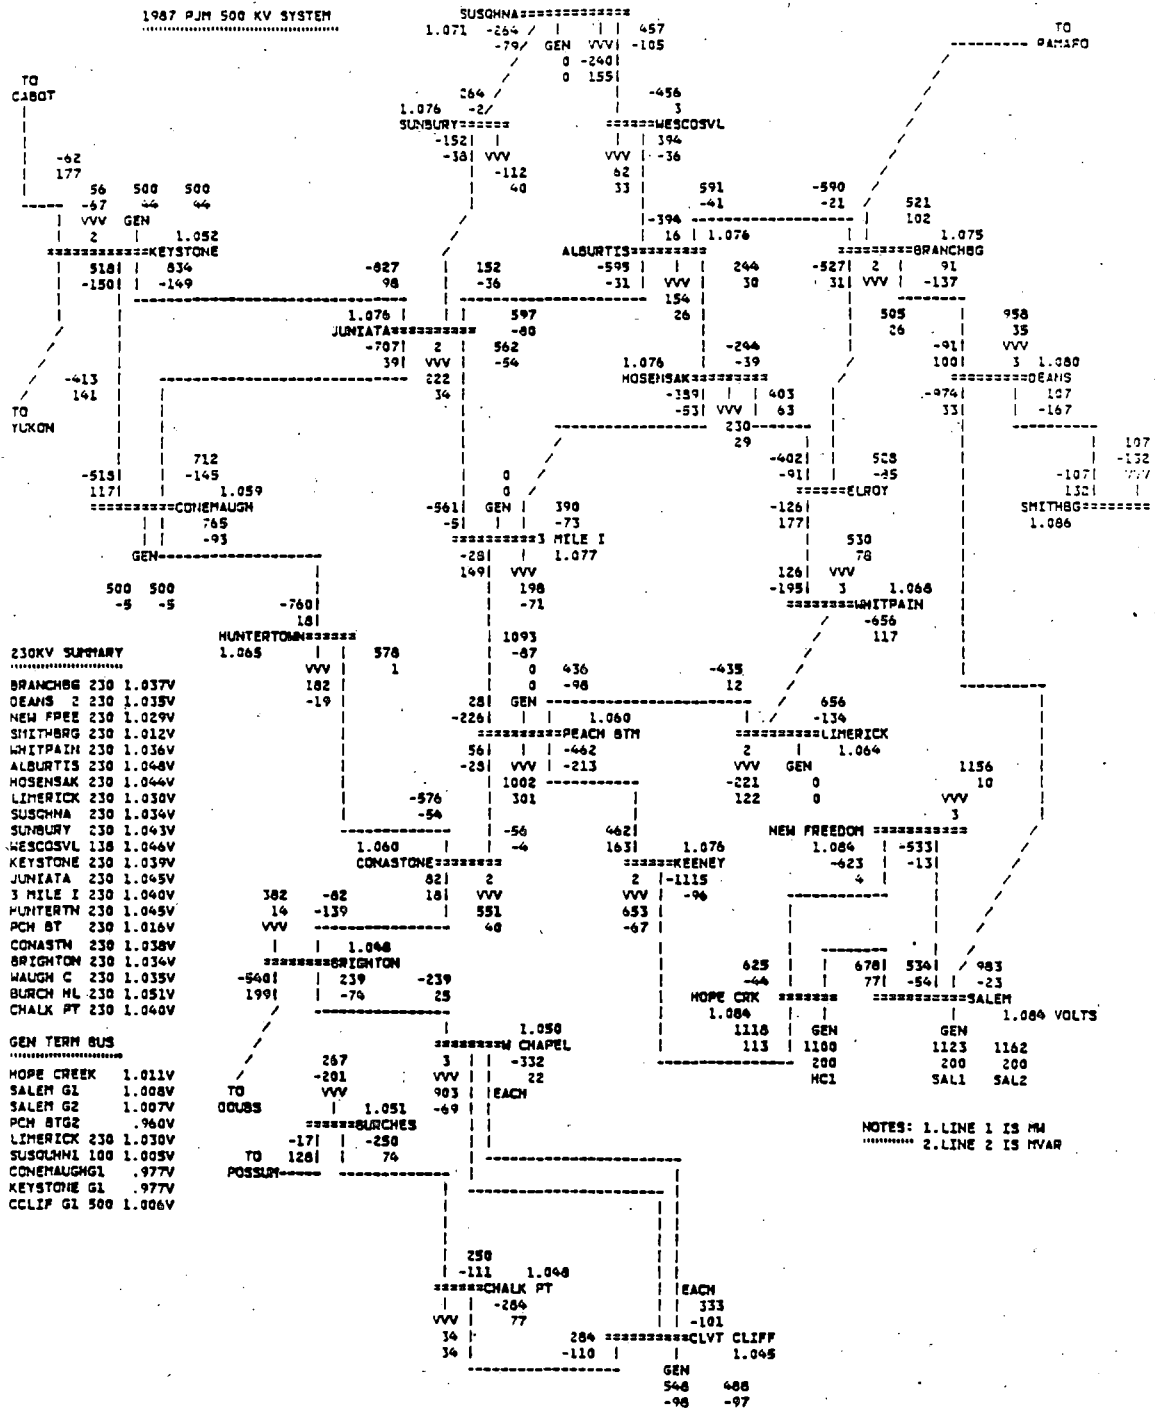 1987 PJM 500 KV SYSTEM
SUSQHNA=============
1.071 -264 / | | 457
-79/ GEN VVV| -105
0 -240|
0 155|
TO
RAMAPO
TO
CABOT
264
-2/
1.076
SUNBURY======
-152|
-38| VVV
-112
40
-456
3
======WESCOSVL
| | 394
VVV | -36
62
33
-62
177
56 500 500
-67 44 44
VVV GEN
2 | 1.052
============KEYSTONE
518| | 834
-150| | -149
591 -590
-41 -21
521
102
-394
16 | | 1.076
ALBURTIS=========
-595 | | | 244
-31 | VVV | 30
154
26
1.075
=========BRANCHBG
-527| 2 | 91
31| VVV | -137
-827 152
98 -36
1.076 | | | 597
JUNIATA========== -80
-707| 2 | 562
39| VVV | -54
222
34
505 958
26 35
-91| VVV
100| 3 1.080
==========DEANS
-974| | 107
33| -167
1.076 | -244
| -39
HOSENSAK=========
-389| | | 403
-53| VVV | 63
230
29
-413
141
TO
YUKON
107
-132
-107| VVV
132| |
SMITHBG========
1.086
712
-515| | -145
117| | 1.059
==========CONEMAUGH
| | 765
| | -93
GEN
500 500
-5 -5
-402| 528
-91| -85
======ELROY
-126|
177|
530
78
126| VVV
-195| 3 1.068
========WHITPAIN
-656
117
0
0
-561| GEN | 390
-5| | | -73
==========3 MILE I
-28| | 1.077
149| VVV
198
-71
-760|
18|
HUNTERTOWN======
1.065 | | 578
VVV | 1
182
-19
230KV SUMMARY
BRANCHBG 230 1.037V
DEANS 2 230 1.035V
NEW FREE 230 1.029V
SMITHBRG 230 1.012V
WHITPAIN 230 1.036V
ALBURTIS 230 1.048V
HOSENSAK 230 1.044V
LIMERICK 230 1.030V
SUSQHNA 230 1.034V
SUNBURY 230 1.043V
WESCOSVL 138 1.046V
KEYSTONE 230 1.039V
JUNIATA 230 1.045V
3 MILE I 230 1.040V
HUNTERTN 230 1.045V
PCH BT 230 1.016V
CONASTN 230 1.038V
BRIGHTON 230 1.034V
WAUGH C 230 1.035V
BURCH HL 230 1.051V
CHALK PT 230 1.040V
GEN TERM BUS
HOPE CREEK 1.011V
SALEM G1 1.008V
SALEM G2 1.007V
PCH BTG2 .960V
LIMERICK 230 1.030V
SUSQUHN1 100 1.005V
CONEMAUGHG1 .977V
KEYSTONE G1 .977V
CCLIF G1 500 1.006V
1093
-87
0 436 -435
0 -98 12
28| GEN
-226| | | 1.060
==========PEACH BTM
56| | | -462
-25| VVV | -213
1002
301
656
-134
===========LIMERICK
2 | 1.064
VVV GEN
-221 0
122 0
1156
10
VVV
3
NEW FREEDOM ===========
1.084 | -533|
-623 | -13|
4
-576
-54
1.060 | | -56
| | -4
CONASTONE========
82| 2
18| VVV
551
40
462|
163| 1.076
======KEENEY
2 | -1115
VVV | -96
653
-67
382 -82
14 -139
VVV
| | 1.048
========BRIGHTON
-540| 239 -239
199| -74 25
625 678| 534| 983
-44 77| -54| -23
HOPE CRK =======
1.084
===========SALEM
1.084 VOLTS
1118 GEN
113 1100
200
HC1
GEN
1123 1162
200 200
SAL1 SAL2
| 1.050
========W CHAPEL
3 | | -332
VVV | | 22
903 | |EACH
-69
TO
DOUBS
267
-201
VVV
| 1.051
======BURCHES
-17| | -250
128| | 74
TO
POSSUM
NOTES: 1.LINE 1 IS MW
2.LINE 2 IS MVAR
250
-111 1.048
======CHALK PT
| | -284
VVV | 77
34
34
EACH
333
-101
284 ==========CLVT CLIFF
-110 | | 1.045
GEN
548 488
-98 -97